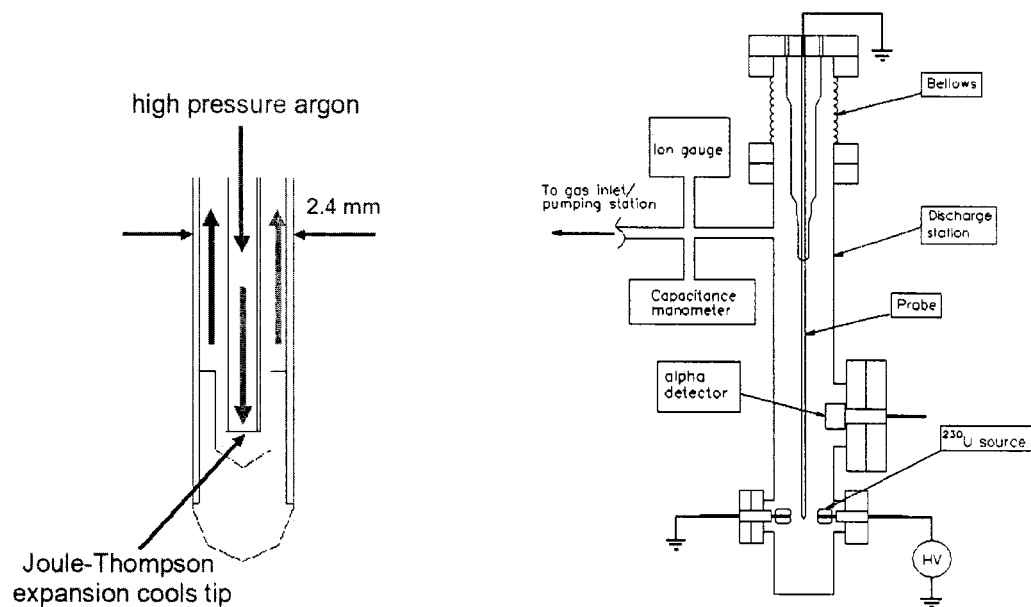 high pressure argon
2.4 mm
Joule-Thompson
expansion cools tip
Bellows
Ion gauge
To gas inlet/
pumping station
Discharge
station
Capacitance
manometer
Probe
alpha
detector
²³⁰U source
HV